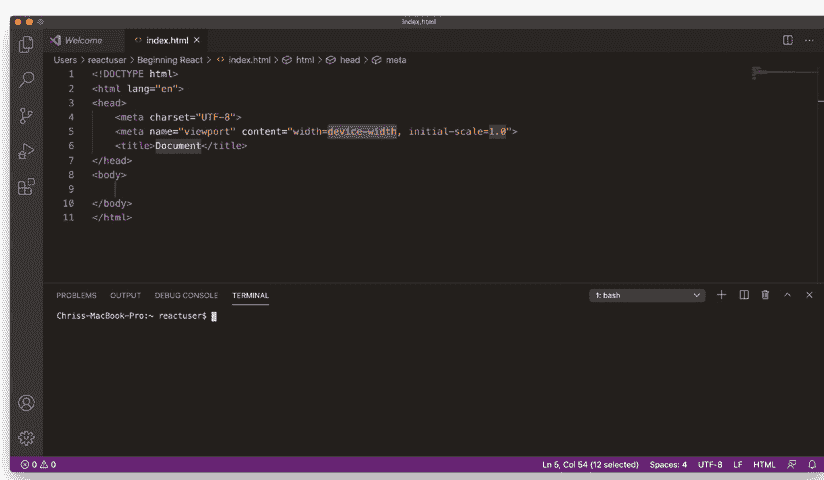 index.html
Welcome
index.html
Users > reactuser > Beginning React > index.html > html > head > meta
1 <!DOCTYPE html>
2 <html lang="en">
3 <head>
4 <meta charset="UTF-8">
5 <meta name="viewport" content="width=device-width, initial-scale=1.0">
6 <title>Document</title>
7 </head>
8 <body>
9
10 </body>
11 </html>
PROBLEMS OUTPUT DEBUG CONSOLE TERMINAL 1: bash
Chriss-MacBook-Pro:~ reactuser$
0 0 Ln 5, Col 54 (12 selected) Spaces: 4 UTF-8 LF HTML